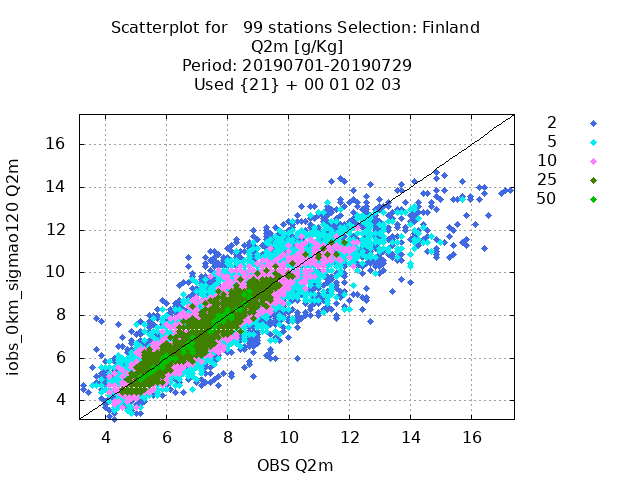 Scatterplot for   99 stations Selection: Finland
Q2m [g/Kg]
Period: 20190701-20190729
Used {21} + 00 01 02 03
2
5
10
25
50
iobs_0km_sigmao120 Q2m
16
14
12
10
8
6
4
4 6 8 10 12 14 16
OBS Q2m